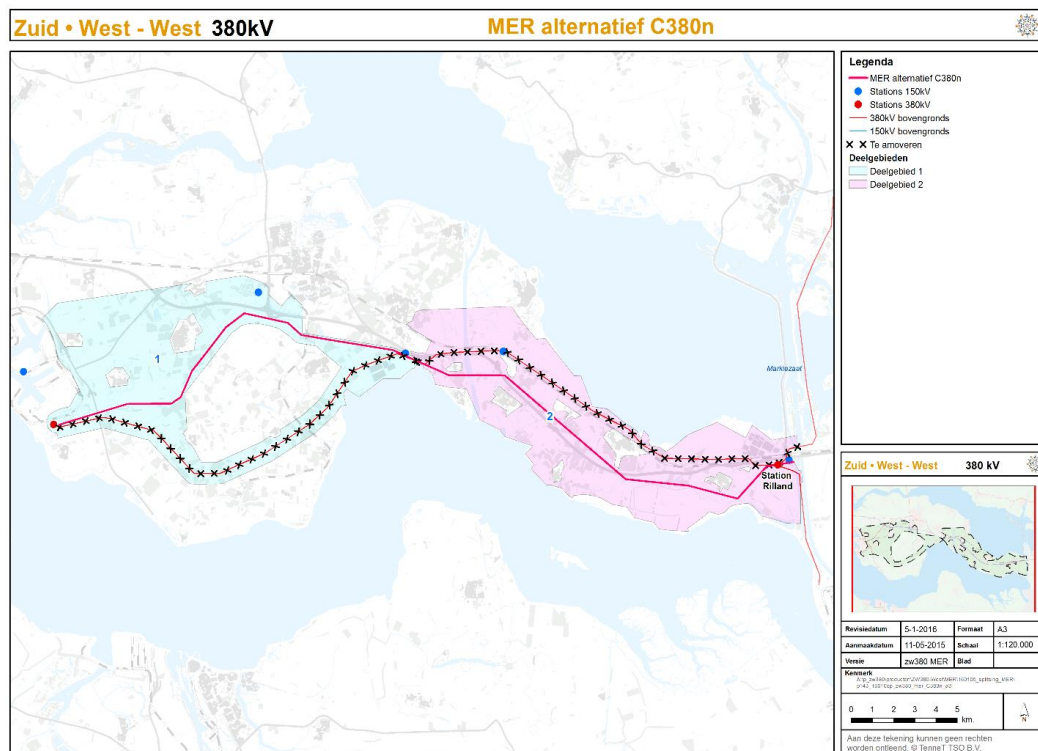 Zuid • West - West 380kV
MER alternatief C380n
Legenda
MER alternatief C380n
Stations 150kV
Stations 380kV
380kV bovengronds
150kV bovengronds
Te amoveren
Deelgebieden
Deelgebied 1
Deelgebied 2
1
2
Markiezaat
Station
Rilland
Zuid • West - West 380 kV
Revisiedatum 5-1-2016 Formaat A3
Aanmaakdatum 11-05-2015 Schaal 1:120.000
Versie zw380 MER Blad
Kenmerk
0 1 2 3 4 5
km
N
Aan deze tekening kunnen geen rechten
worden ontleend. © TenneT TSO B.V.